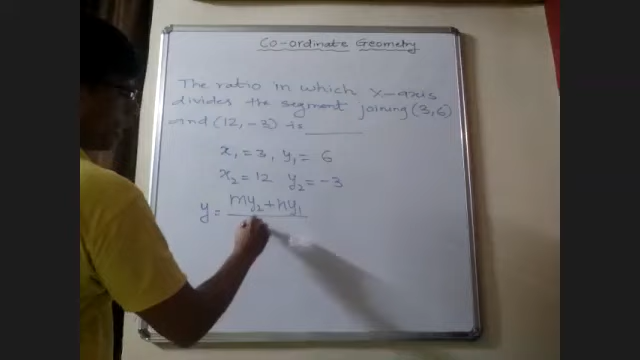 Co-ordinate Geometry
The ratio in which X-axis
divides the segment joining (3,6)
and (12,-3) is ______
x₁ = 3, y₁ = 6
x₂ = 12 y₂ = -3
y = my₂+ny₁